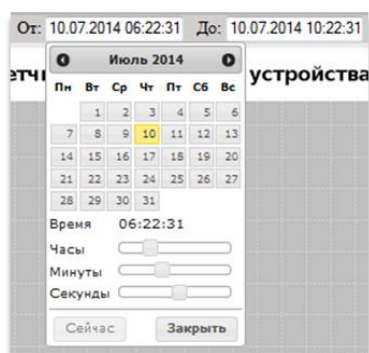 От: 10.07.2014 06:22:31 До: 10.07.2014 10:22:31
Июль 2014
устройства
Пн Вт Ср Чт Пт Сб Вс
1 2 3 4 5 6
7 8 9 10 11 12 13
14 15 16 17 18 19 20
21 22 23 24 25 26 27
28 29 30 31
Время 06:22:31
Часы
Минуты
Секунды
Сейчас Закрыть